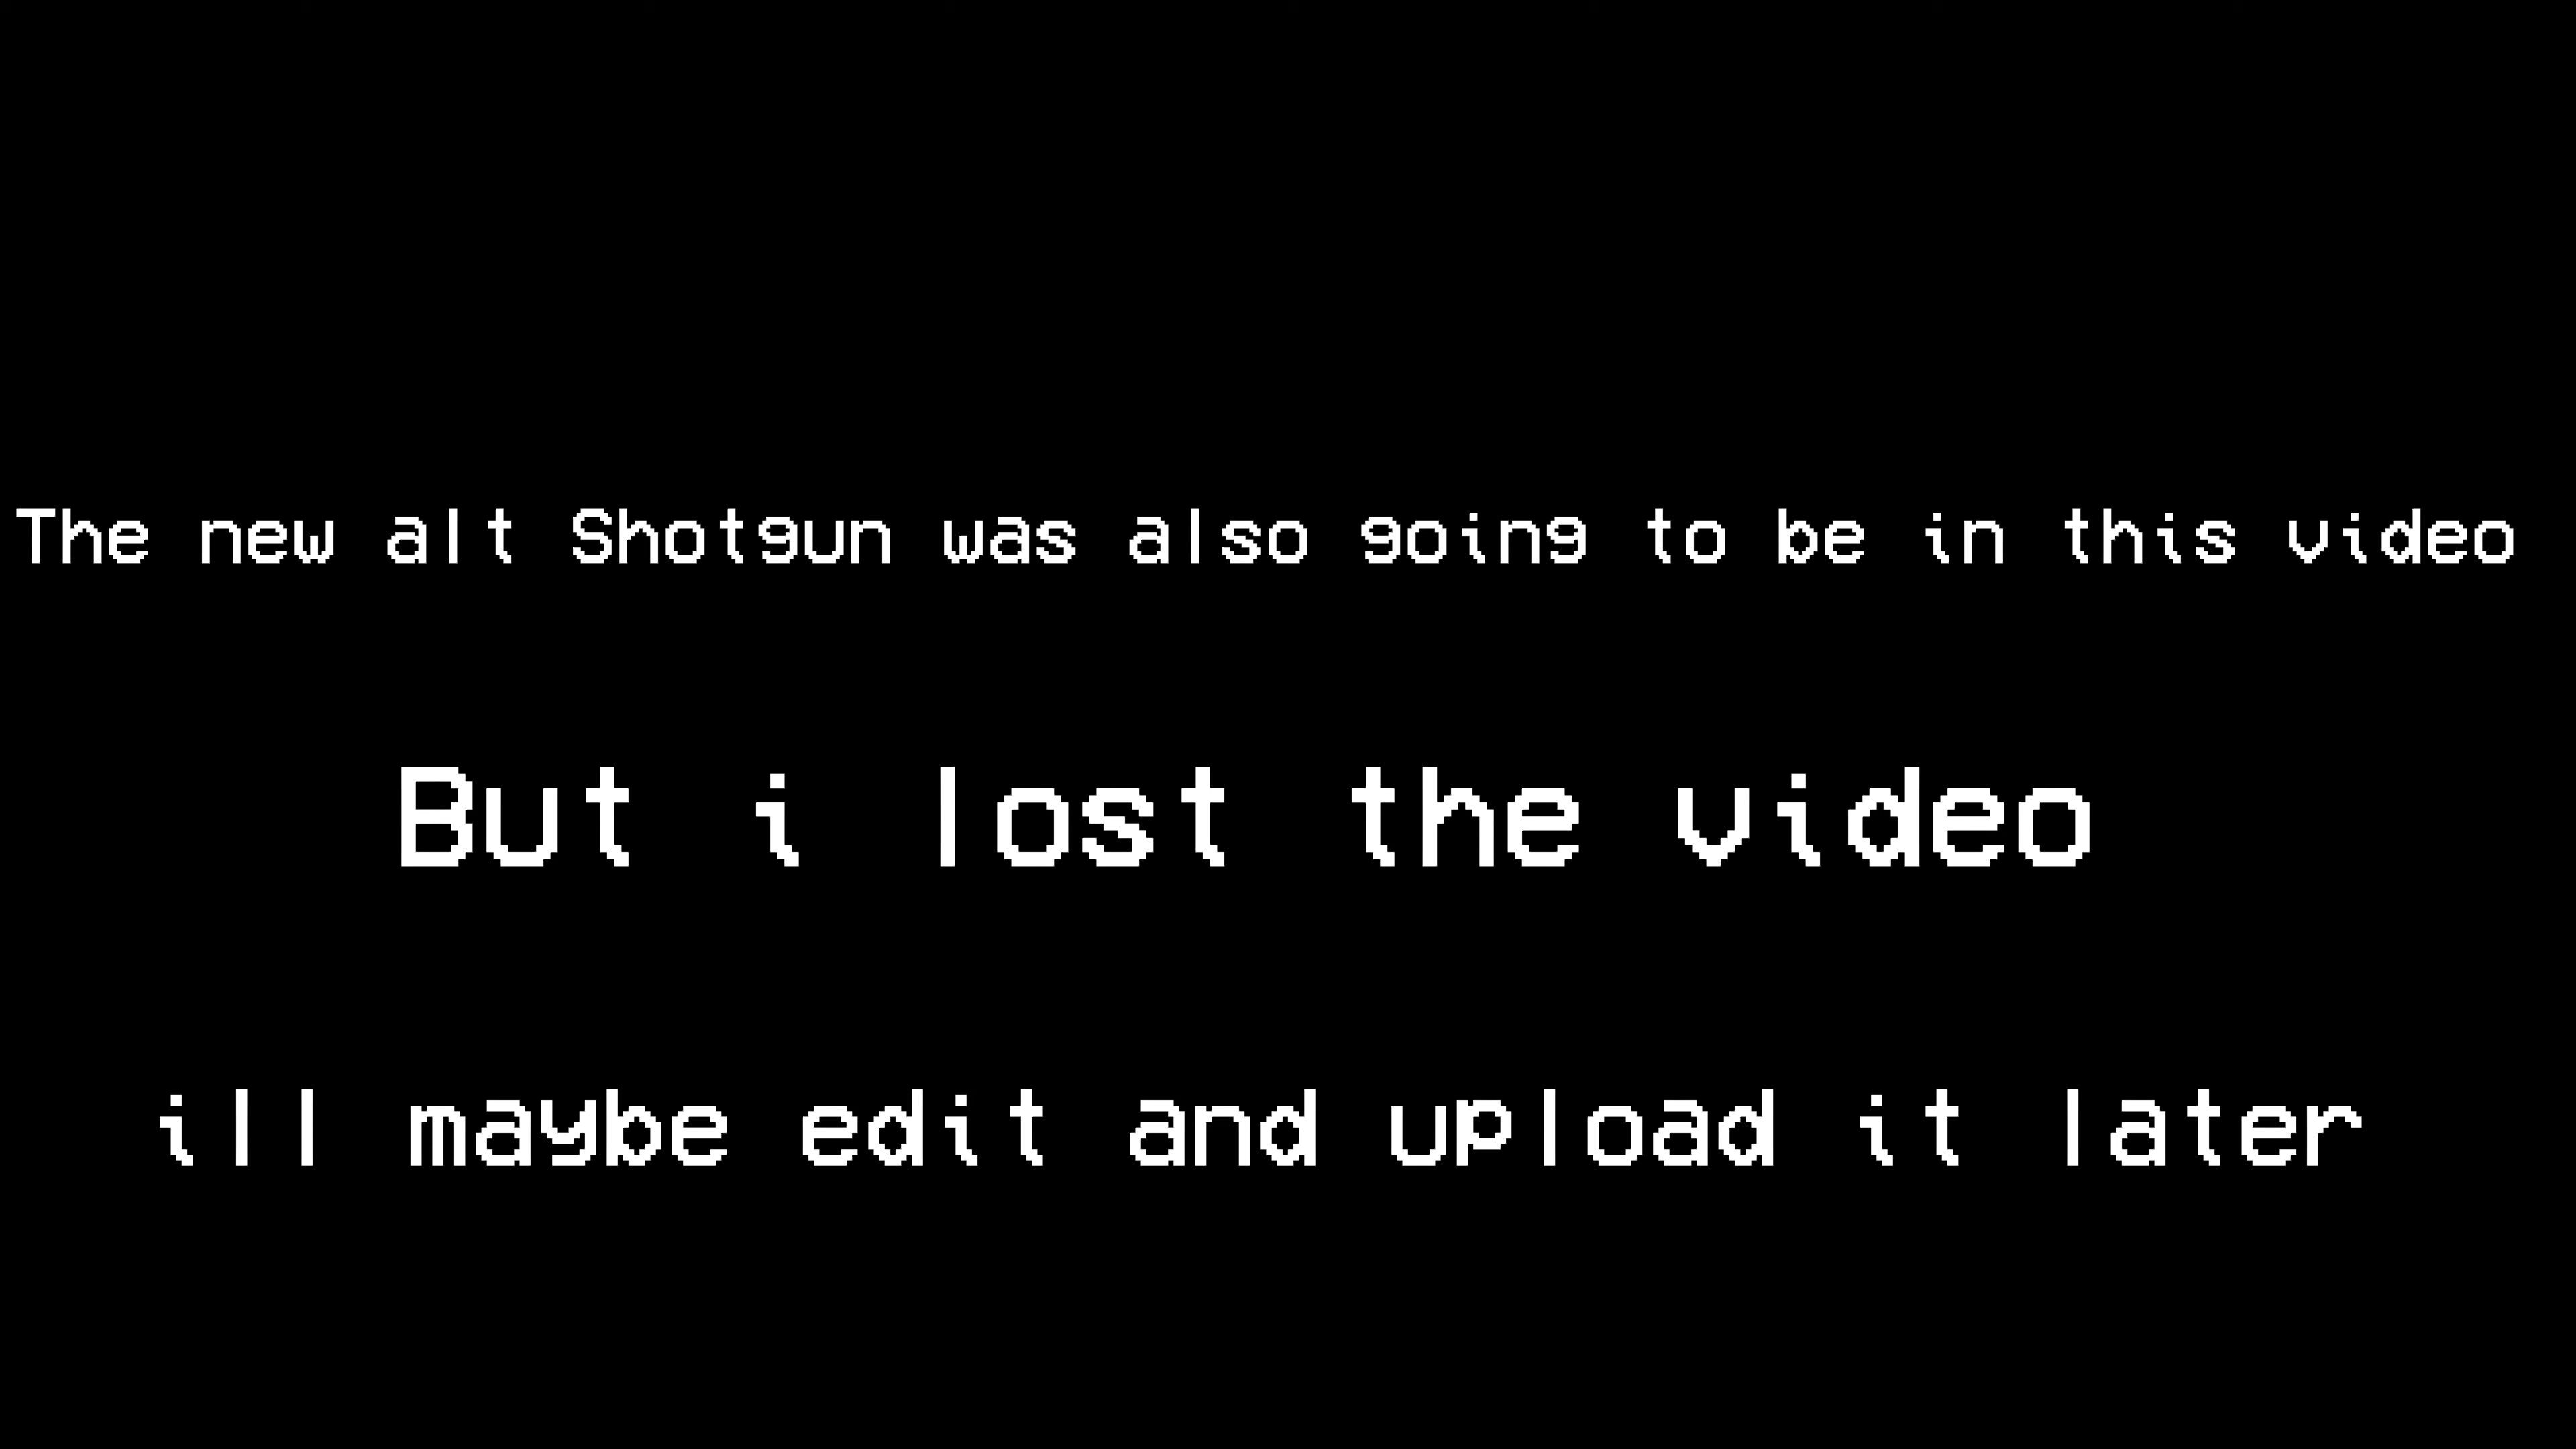 The new alt Shotgun was also going to be in this video
But i lost the video
ill maybe edit and upload it later